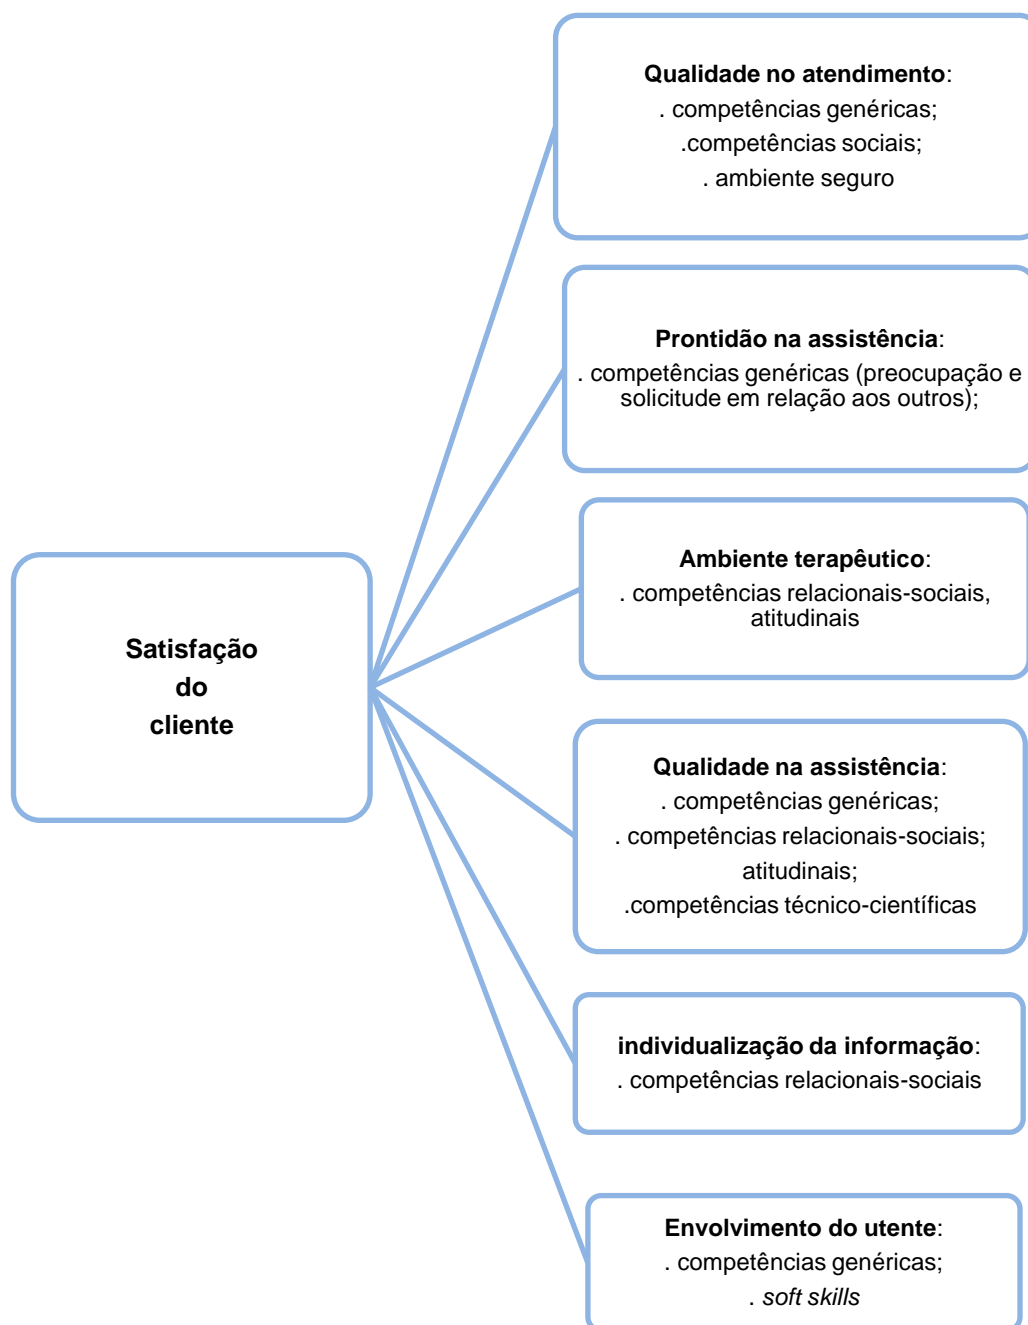 Qualidade no atendimento:
. competências genéricas;
.competências sociais;
. ambiente seguro
Prontidão na assistência:
. competências genéricas (preocupação e
solicitude em relação aos outros);
Ambiente terapêutico:
. competências relacionais-sociais,
atitudinais
Satisfação
do
cliente
Qualidade na assistência:
. competências genéricas;
. competências relacionais-sociais;
atitudinais;
.competências técnico-científicas
individualização da informação:
. competências relacionais-sociais
Envolvimento do utente:
. competências genéricas;
. soft skills